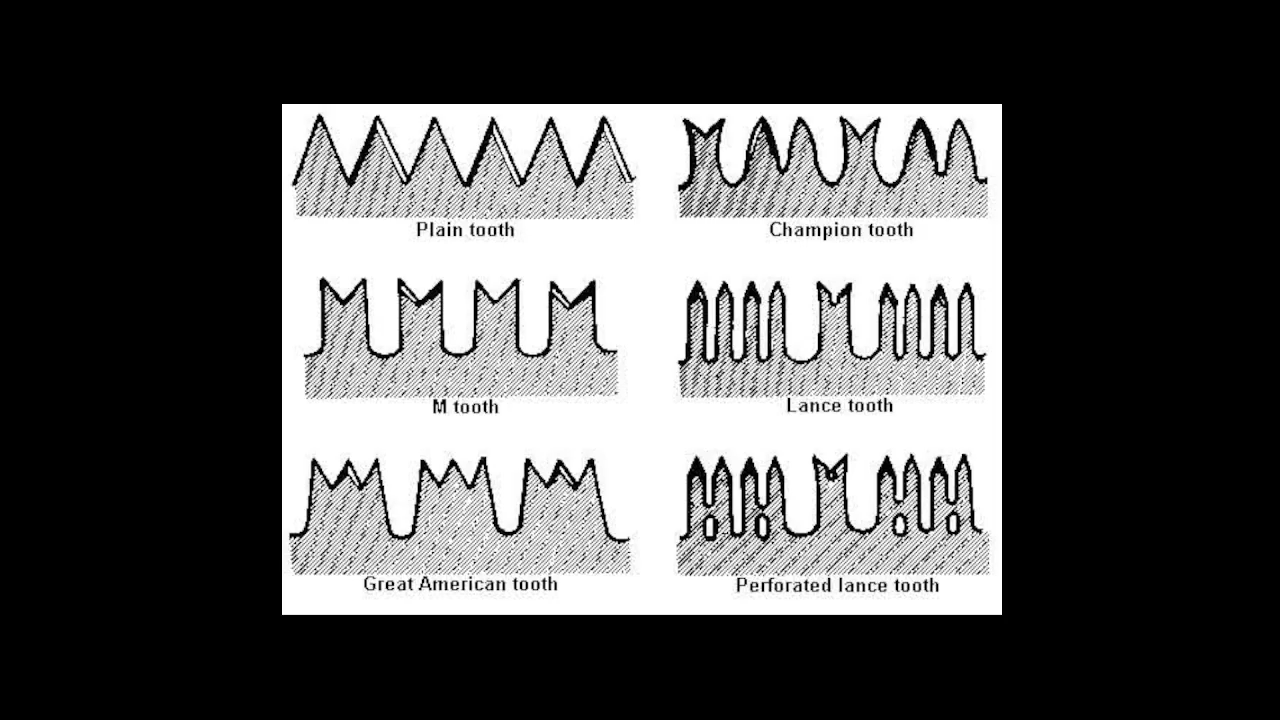 Plain tooth
Champion tooth
M tooth
Lance tooth
Great American tooth
Perforated lance tooth